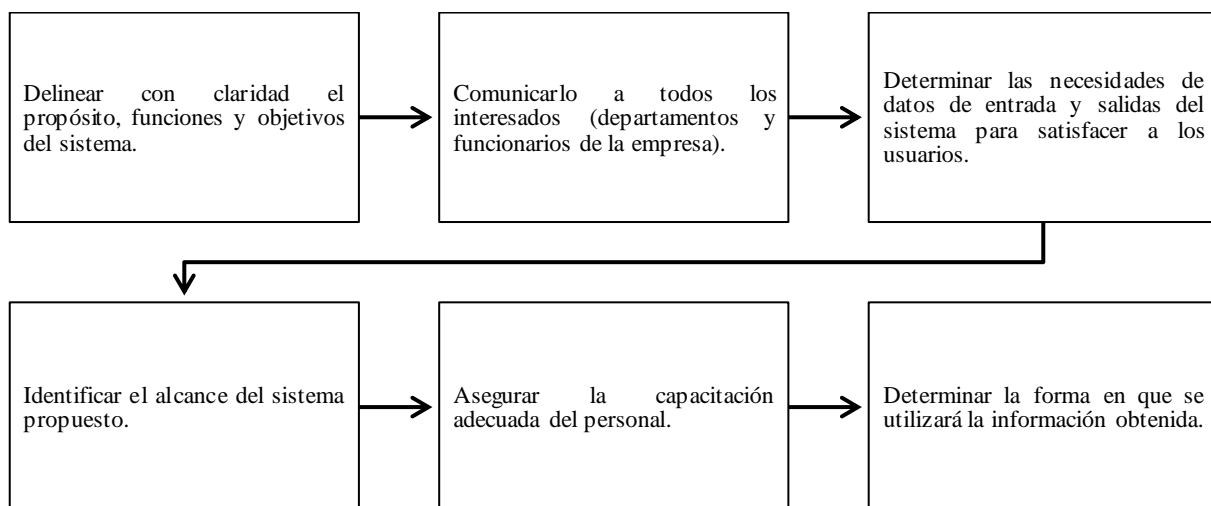 Delinear con claridad el
propósito, funciones y objetivos
del sistema.
Comunicarlo a todos los
interesados (departamentos y
funcionarios de la empresa).
Determinar las necesidades de
datos de entrada y salidas del
sistema para satisfacer a los
usuarios.
Identificar el alcance del sistema
propuesto.
Asegurar la capacitación
adecuada del personal.
Determinar la forma en que se
utilizará la información obtenida.